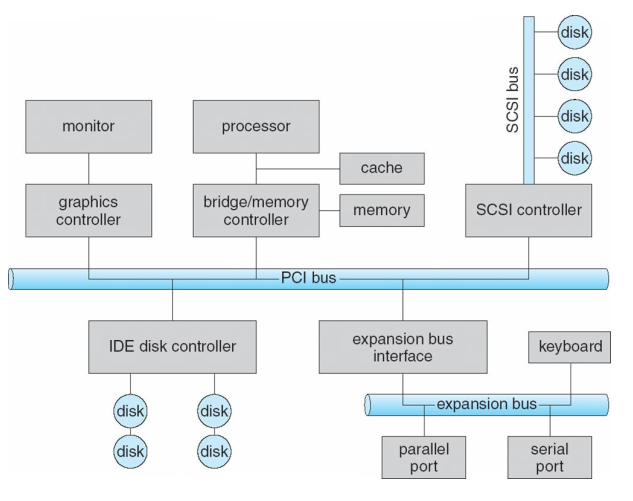 disk
disk
SCSI bus
disk
disk
monitor
processor
cache
graphics
controller
bridge/memory
controller
memory
SCSI controller
PCI bus
IDE disk controller
expansion bus
interface
keyboard
disk
disk
expansion bus
disk
disk
parallel
port
serial
port